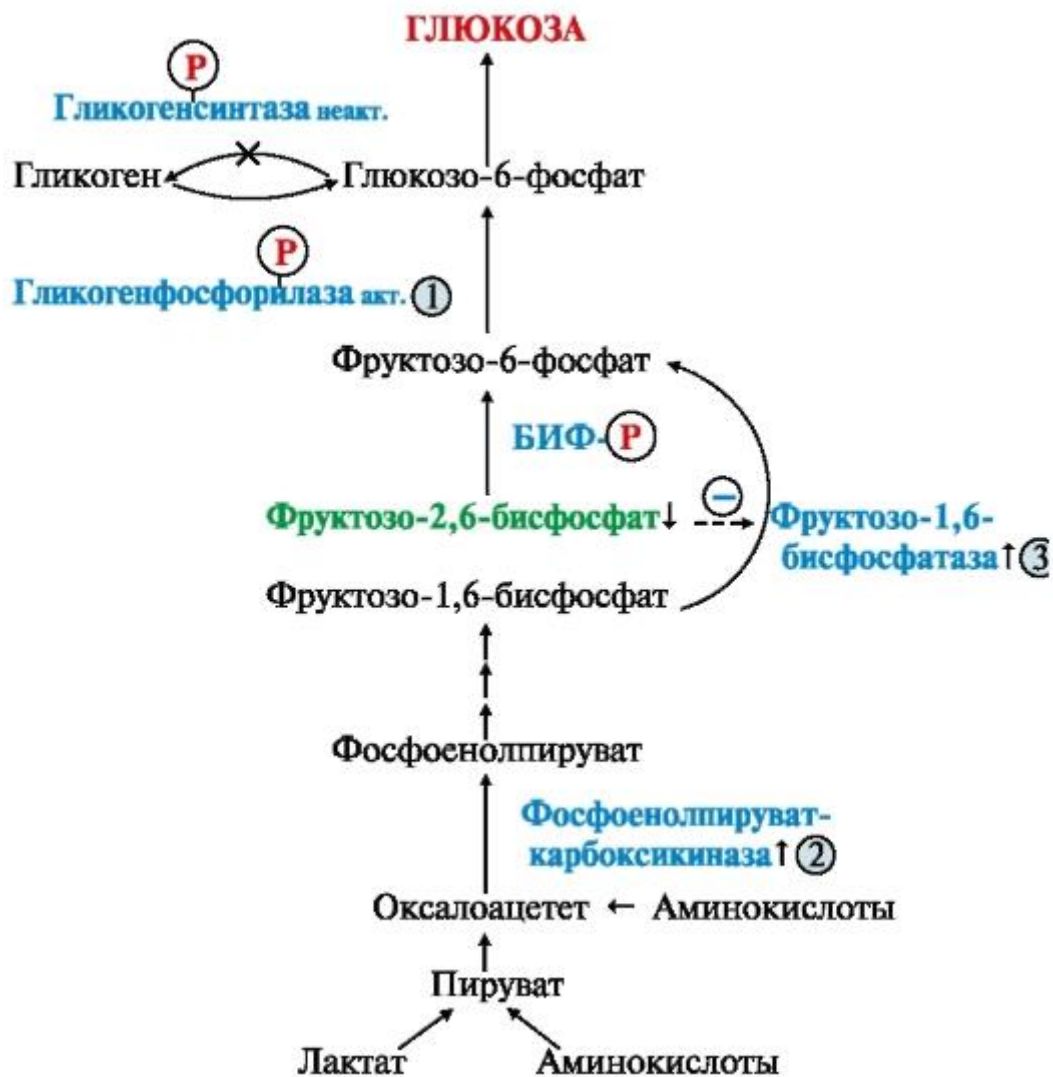 ГЛЮКОЗА
P
Гликогенсинтаза неакт.
Гликоген
Глюкозо-6-фосфат
P
Гликогенфосфорилаза акт. 1
Фруктозо-6-фосфат
БИФ-P
Фруктозо-2,6-бисфосфат↓
−
Фруктозо-1,6-
бисфосфатаза↑3
Фруктозо-1,6-бисфосфат
Фосфоенолпируват
Фосфоенолпируват-
карбоксикиназа↑2
Оксалоацетет ← Аминокислоты
Пируват
Лактат
Аминокислоты